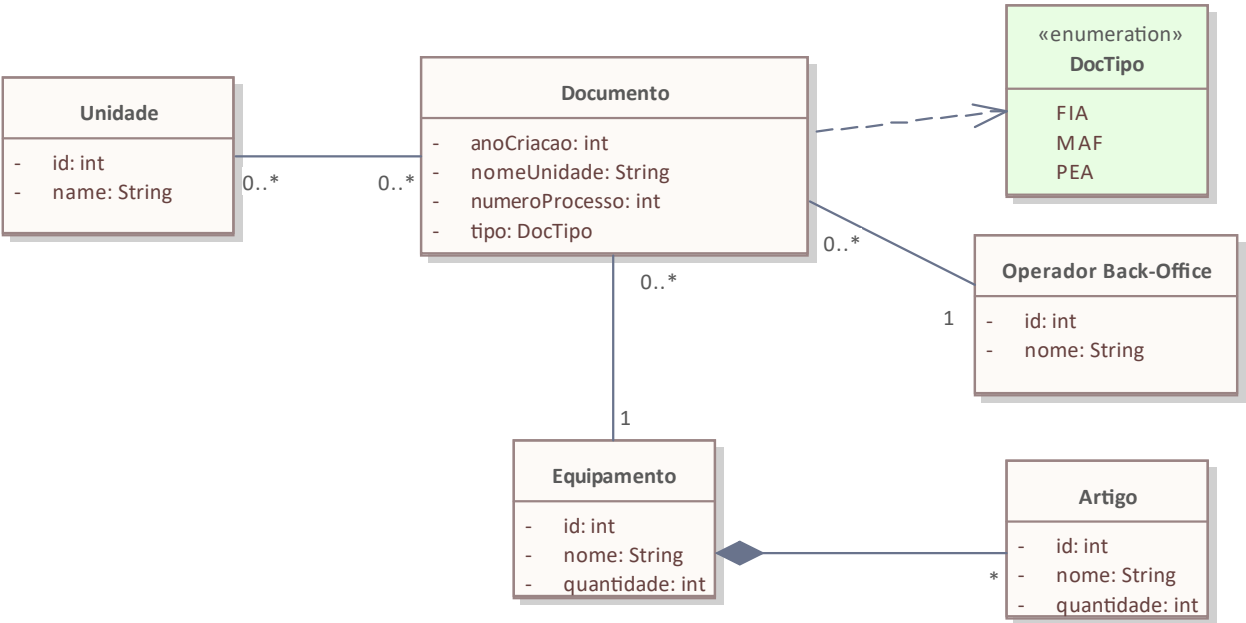 «enumeration»
DocTipo
FIA
MAF
PEA
Unidade
- id: int
- name: String
0..*
0..*
Documento
- anoCriacao: int
- nomeUnidade: String
- numeroProcesso: int
- tipo: DocTipo
0..*
0..*
1
Operador Back-Office
- id: int
- nome: String
1
Equipamento
- id: int
- nome: String
- quantidade: int
*
Artigo
- id: int
- nome: String
- quantidade: int